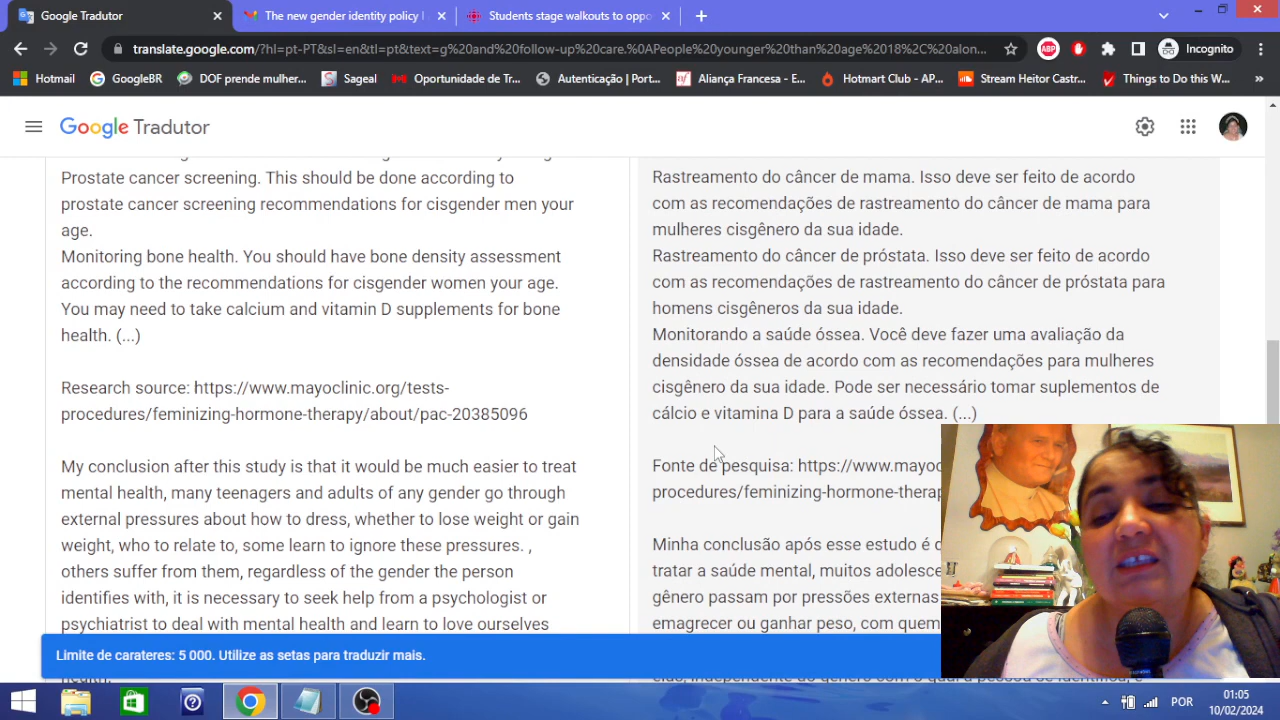 Google Tradutor
The new gender identity policy
Students stage walkouts to oppo
translate.google.com/?hl=pt-PT&sl=en&tl=pt&text=g%20and%20follow-up%20care.%0APeople%20younger%20than%20age%2018%2C%20alon...
ABP
Incognito
Hotmail
GoogleBR
DOF prende mulher...
Sageal
Oportunidade de Tr...
Autenticação | Port...
Aliança Francesa - E...
Hotmart Club - AP...
Stream Heitor Castr...
Things to Do this W...
»
Google Tradutor
Prostate cancer screening. This should be done according to
prostate cancer screening recommendations for cisgender men your
age.
Monitoring bone health. You should have bone density assessment
according to the recommendations for cisgender women your age.
You may need to take calcium and vitamin D supplements for bone
health. (...)
Research source: https://www.mayoclinic.org/tests-
procedures/feminizing-hormone-therapy/about/pac-20385096
My conclusion after this study is that it would be much easier to treat
mental health, many teenagers and adults of any gender go through
external pressures about how to dress, whether to lose weight or gain
weight, who to relate to, some learn to ignore these pressures. ,
others suffer from them, regardless of the gender the person
identifies with, it is necessary to seek help from a psychologist or
psychiatrist to deal with mental health and learn to love ourselves
health.
Rastreamento do câncer de mama. Isso deve ser feito de acordo
com as recomendações de rastreamento do câncer de mama para
mulheres cisgênero da sua idade.
Rastreamento do câncer de próstata. Isso deve ser feito de acordo
com as recomendações de rastreamento do câncer de próstata para
homens cisgêneros da sua idade.
Monitorando a saúde óssea. Você deve fazer uma avaliação da
densidade óssea de acordo com as recomendações para mulheres
cisgênero da sua idade. Pode ser necessário tomar suplementos de
cálcio e vitamina D para a saúde óssea. (...)
Fonte de pesquisa: https://www.mayoc
procedures/feminizing-hormone-therap
Minha conclusão após esse estudo é
tratar a saúde mental, muitos adolesce
gênero passam por pressões externas
emagrecer ou ganhar peso, com quem
Limite de carateres: 5 000. Utilize as setas para traduzir mais.
POR
01:05
10/02/2024